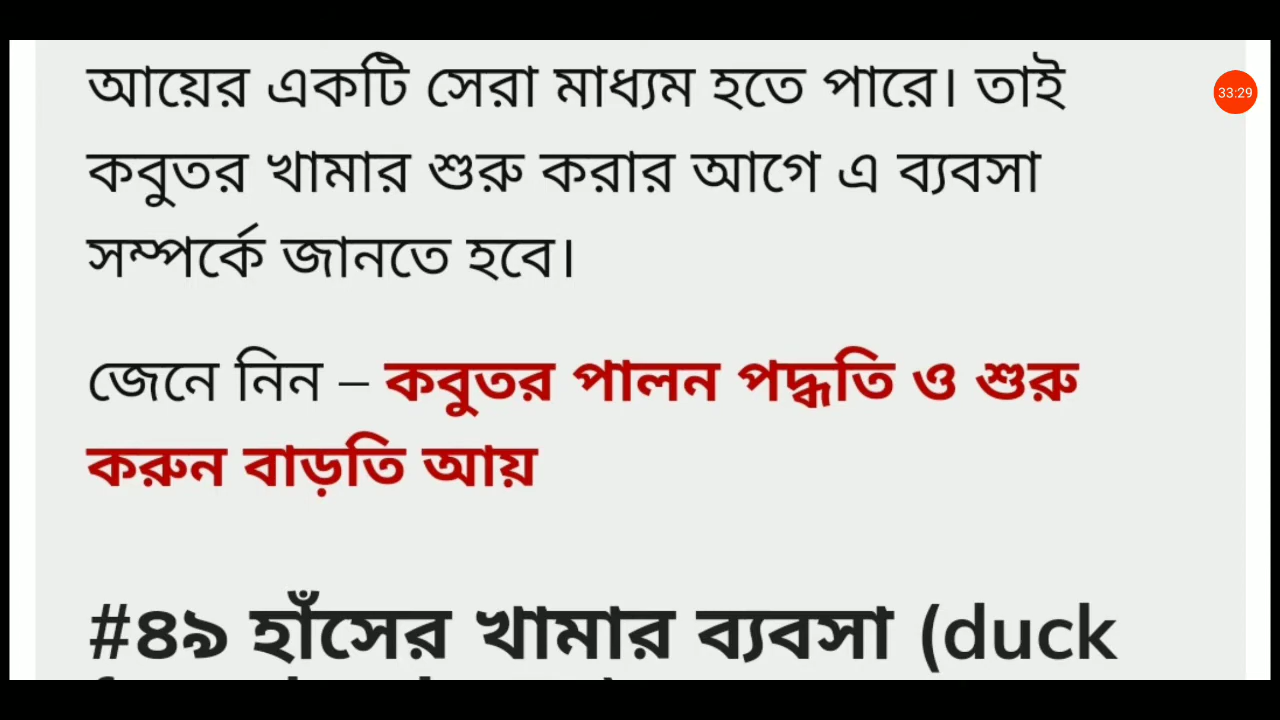 আয়ের একটি সেরা মাধ্যম হতে পারে। তাই
33:29
কবুতর খামার শুরু করার আগে এ ব্যবসা
সম্পর্কে জানতে হবে।
জেনে নিন – কবুতর পালন পদ্ধতি ও শুরু
করুন বাড়তি আয়
#৪৯ হাঁসের খামার ব্যবসা (duck